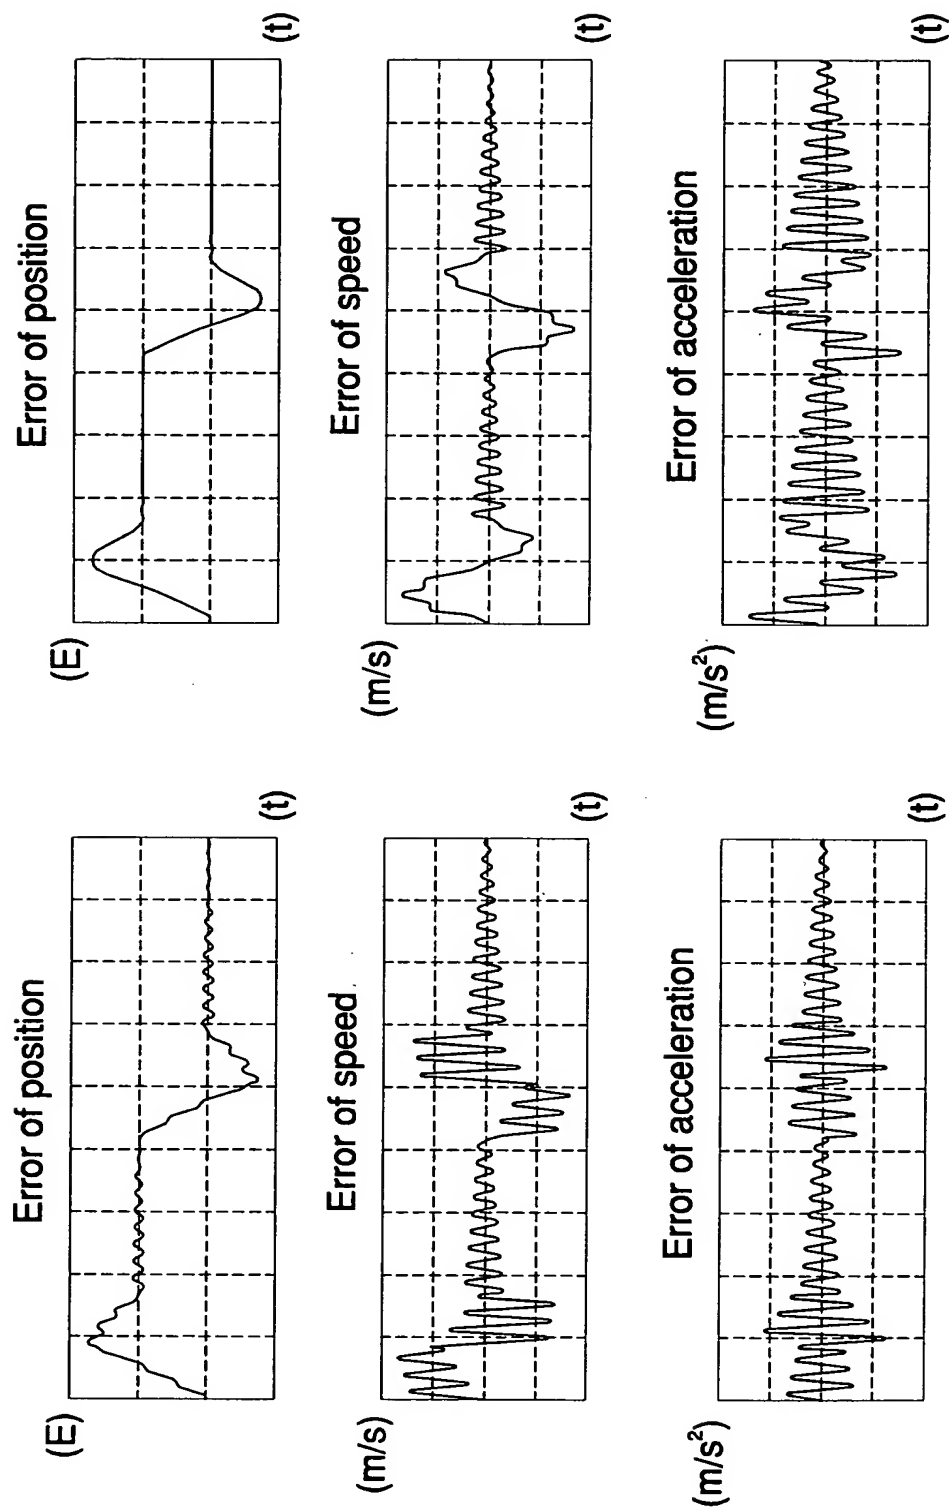 Error of position
(E)
(t)
Error of speed
(m/s)
(t)
Error of acceleration
(m/s²)
(t)
Error of position
(E)
(t)
Error of speed
(m/s)
(t)
Error of acceleration
(m/s²)
(t)